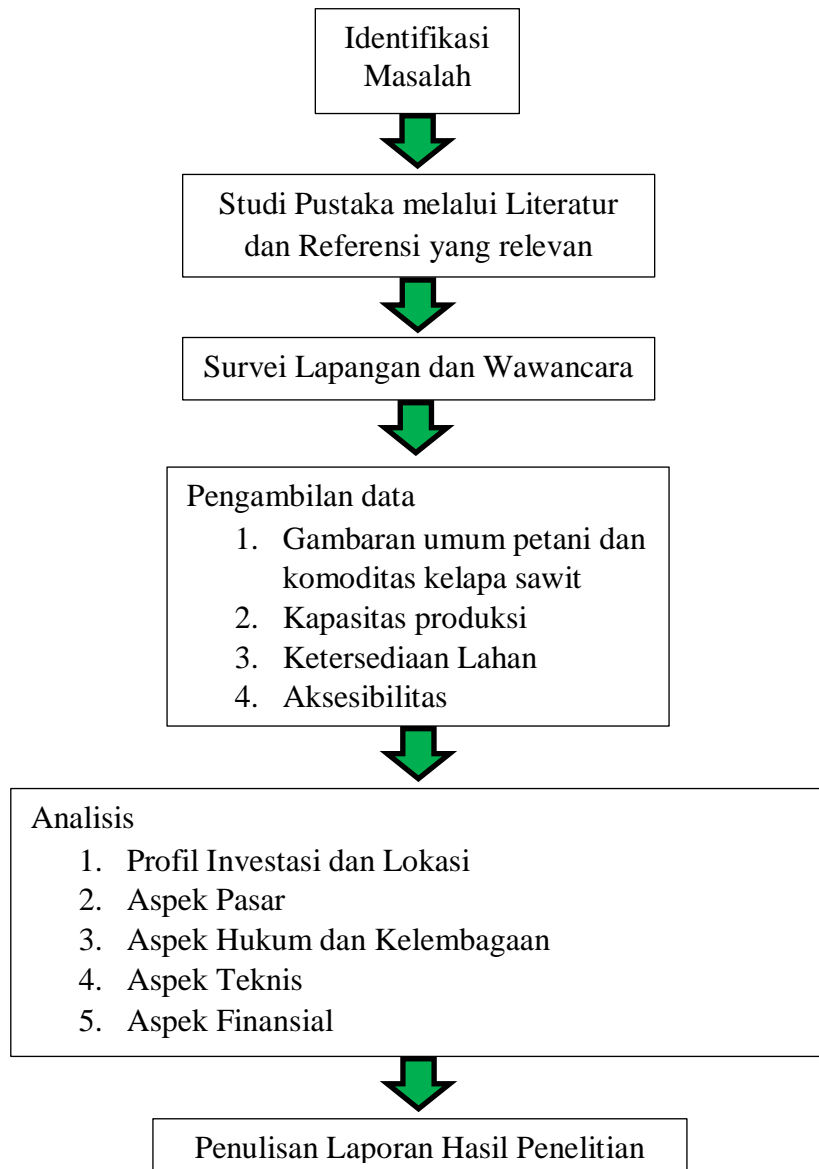 Identifikasi
Masalah
Studi Pustaka melalui Literatur
dan Referensi yang relevan
Survei Lapangan dan Wawancara
Pengambilan data
1. Gambaran umum petani dan
komoditas kelapa sawit
2. Kapasitas produksi
3. Ketersediaan Lahan
4. Aksesibilitas
Analisis
1. Profil Investasi dan Lokasi
2. Aspek Pasar
3. Aspek Hukum dan Kelembagaan
4. Aspek Teknis
5. Aspek Finansial
Penulisan Laporan Hasil Penelitian